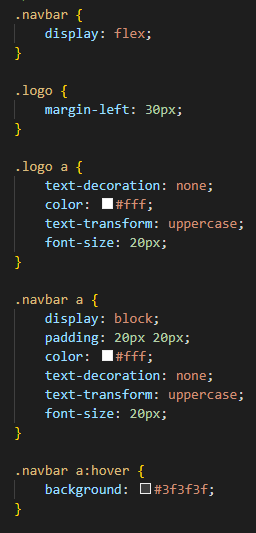 .navbar {
    display: flex;
}

.logo {
    margin-left: 30px;
}

.logo a {
    text-decoration: none;
    color: #fff;
    text-transform: uppercase;
    font-size: 20px;
}

.navbar a {
    display: block;
    padding: 20px 20px;
    color: #fff;
    text-decoration: none;
    text-transform: uppercase;
    font-size: 20px;
}

.navbar a:hover {
    background: #3f3f3f;
}